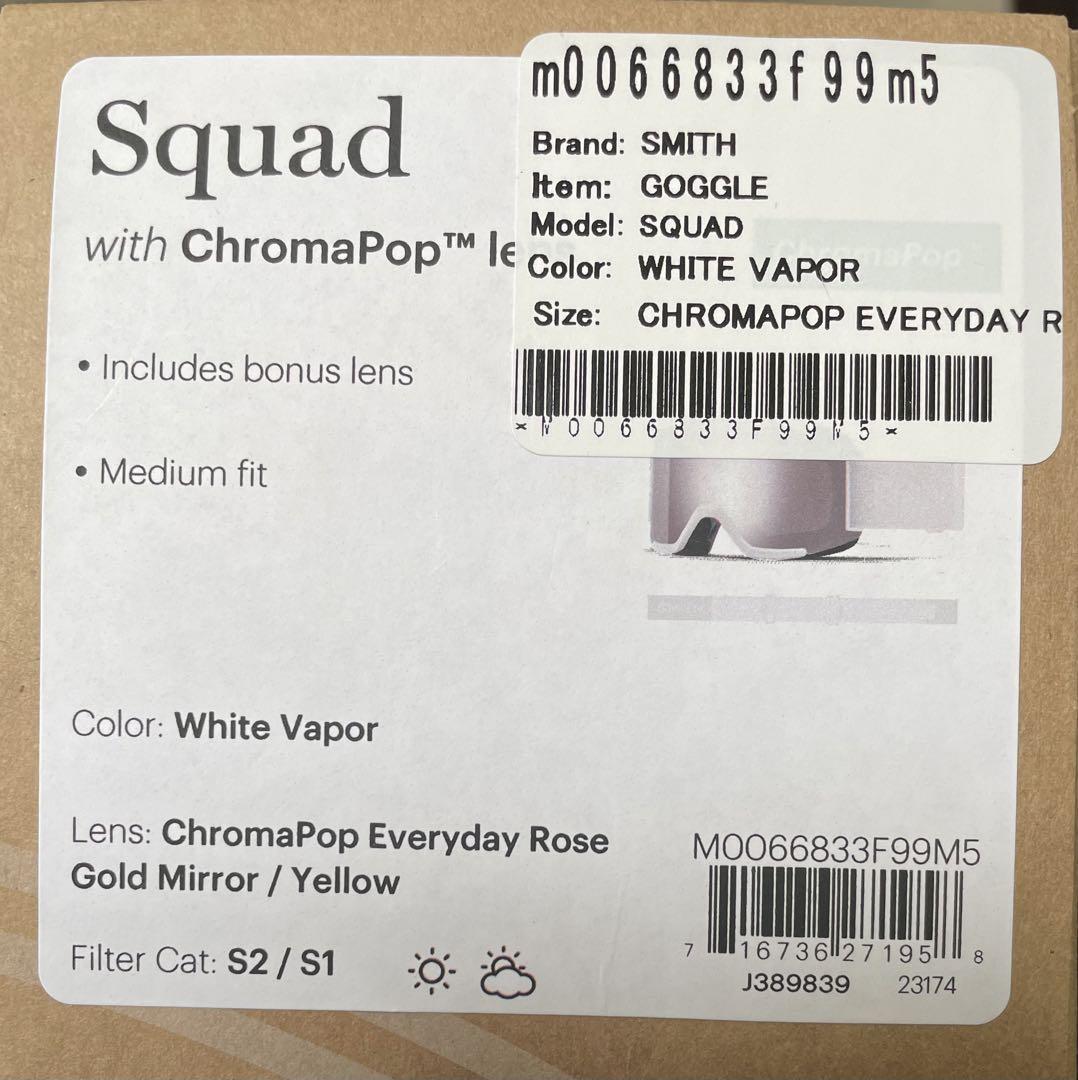 Squad
with ChromaPop™ lens
• Includes bonus lens
• Medium fit
m0066833f99m5
Brand: SMITH
Item: GOGGLE
Model: SQUAD
ChromaPop
Color: WHITE VAPOR
Size: CHROMAPOP EVERYDAY R
*M0066833F99M5*
Color: White Vapor
Lens: ChromaPop Everyday Rose
Gold Mirror / Yellow
Filter Cat: S2 / S1
M0066833F99M5
7 16736 27195 8
J389839 23174